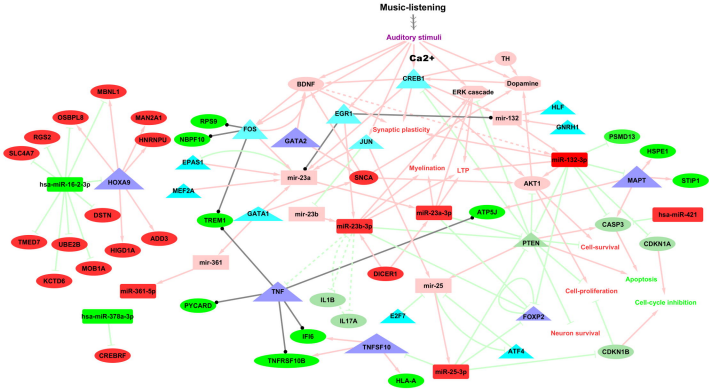 Music-listening
Auditory stimuli
Ca2+
TH
BDNF
CREB1
Dopamine
ERK cascade
MBNL1
OSBPL8
MAN2A1
RGS2
HNRNPU
SLC4A7
hsa-miR-16-2-3p
HOXA9
DSTN
TMED7
UBE2B
HIGD1A
ADD3
MOB1A
KCTD6
miR-361-5p
hsa-miR-378a-3p
CREBRF
RPS9
NBPF10
FOS
EGR1
GATA2
JUN
Synaptic plasticity
mir-132
HLF
GNRH1
PSMD13
HSPE1
miR-132-3p
STIP1
MAPT
EPAS1
MEF2A
mir-23a
SNCA
Myelination
LTP
AKT1
TREM1
GATA1
mir-23b
miR-23b-3p
miR-23a-3p
ATP5J
hsa-miR-421
CASP3
CDKN1A
PTEN
Cell-survival
mir-361
DICER1
mir-25
Apoptosis
TNF
Cell-proliferation
Cell-cycle inhibition
PYCARD
IL1B
IL17A
E2F7
FOXP2
Neuron survival
IFI6
TNFSF10
ATF4
CDKN1B
TNFRSF10B
HLA-A
miR-25-3p